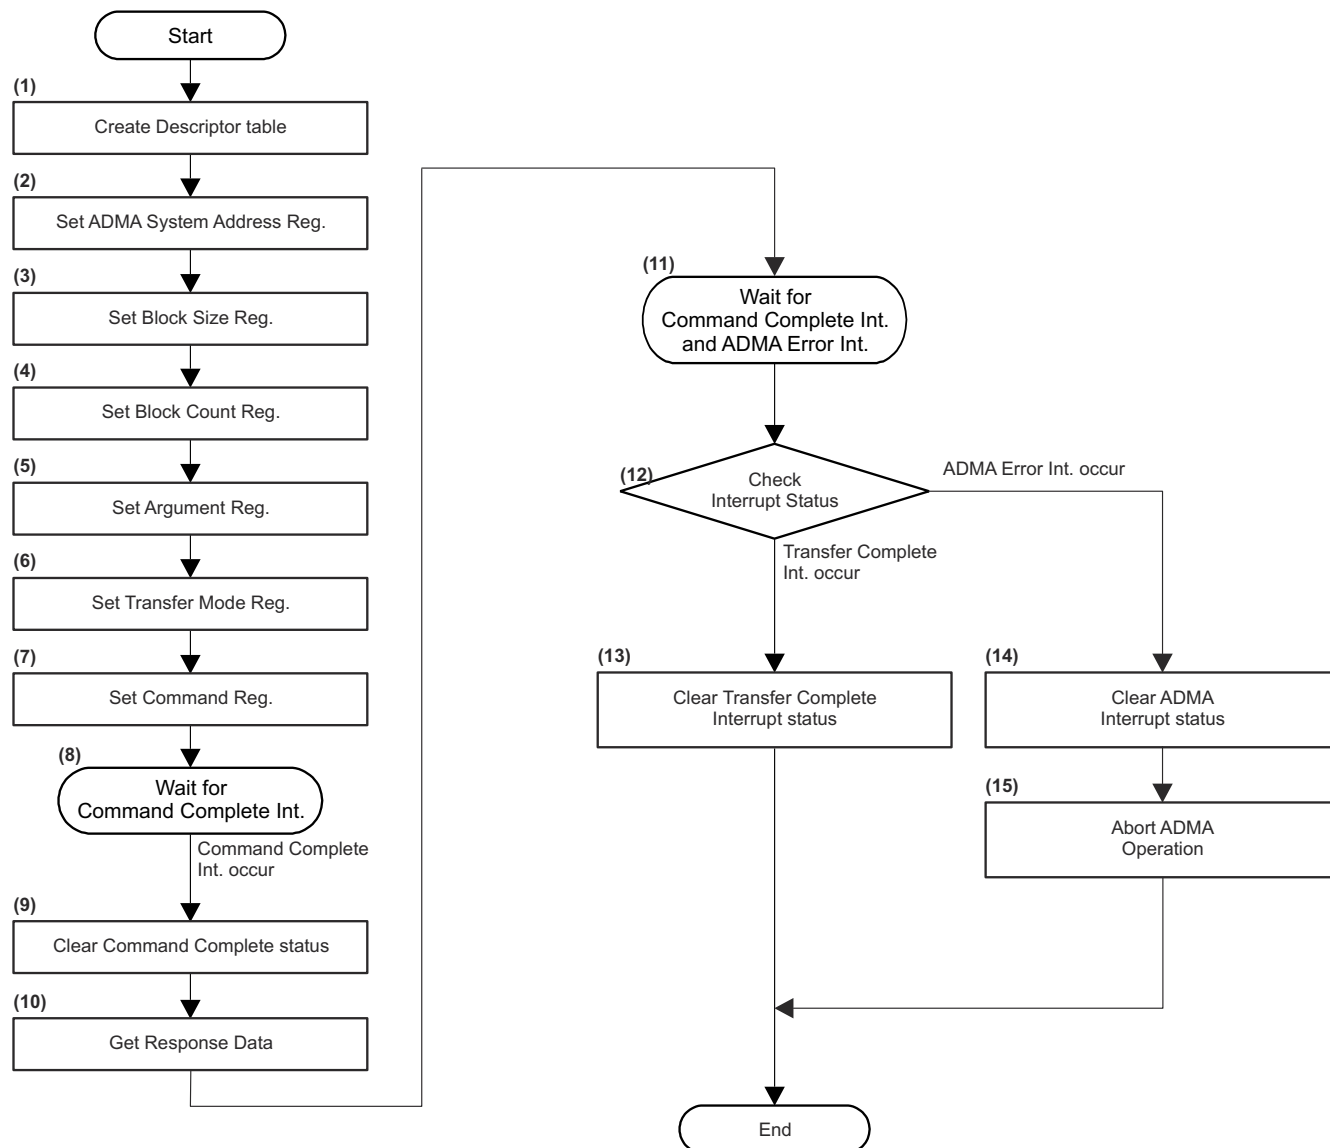 Start
(1)
Create Descriptor table
(2)
Set ADMA System Address Reg.
(3)
Set Block Size Reg.
(4)
Set Block Count Reg.
(5)
Set Argument Reg.
(6)
Set Transfer Mode Reg.
(7)
Set Command Reg.
(8)
Wait for
Command Complete Int.
Command Complete
Int. occur
(9)
Clear Command Complete status
(10)
Get Response Data
(11)
Wait for
Command Complete Int.
and ADMA Error Int.
(12)
Check
Interrupt Status
ADMA Error Int. occur
Transfer Complete
Int. occur
(13)
Clear Transfer Complete
Interrupt status
(14)
Clear ADMA
Interrupt status
(15)
Abort ADMA
Operation
End